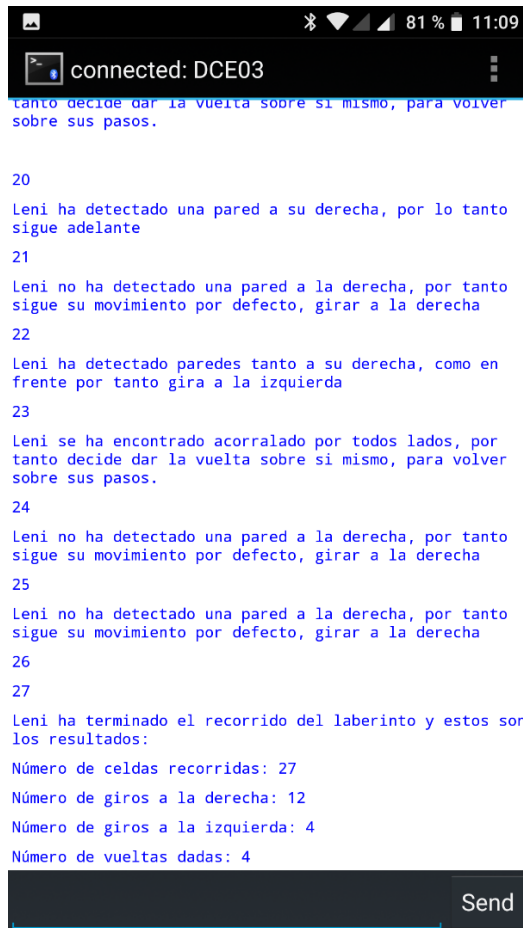 81 % 11:09
connected: DCE03
tanto decide dar la vuelta sobre si mismo, para volver
sobre sus pasos.
20
Leni ha detectado una pared a su derecha, por lo tanto
sigue adelante
21
Leni no ha detectado una pared a la derecha, por tanto
sigue su movimiento por defecto, girar a la derecha
22
Leni ha detectado paredes tanto a su derecha, como en
frente por tanto gira a la izquierda
23
Leni se ha encontrado acorralado por todos lados, por
tanto decide dar la vuelta sobre si mismo, para volver
sobre sus pasos.
24
Leni no ha detectado una pared a la derecha, por tanto
sigue su movimiento por defecto, girar a la derecha
25
Leni no ha detectado una pared a la derecha, por tanto
sigue su movimiento por defecto, girar a la derecha
26
27
Leni ha terminado el recorrido del laberinto y estos son
los resultados:
Número de celdas recorridas: 27
Número de giros a la derecha: 12
Número de giros a la izquierda: 4
Número de vueltas dadas: 4
Send